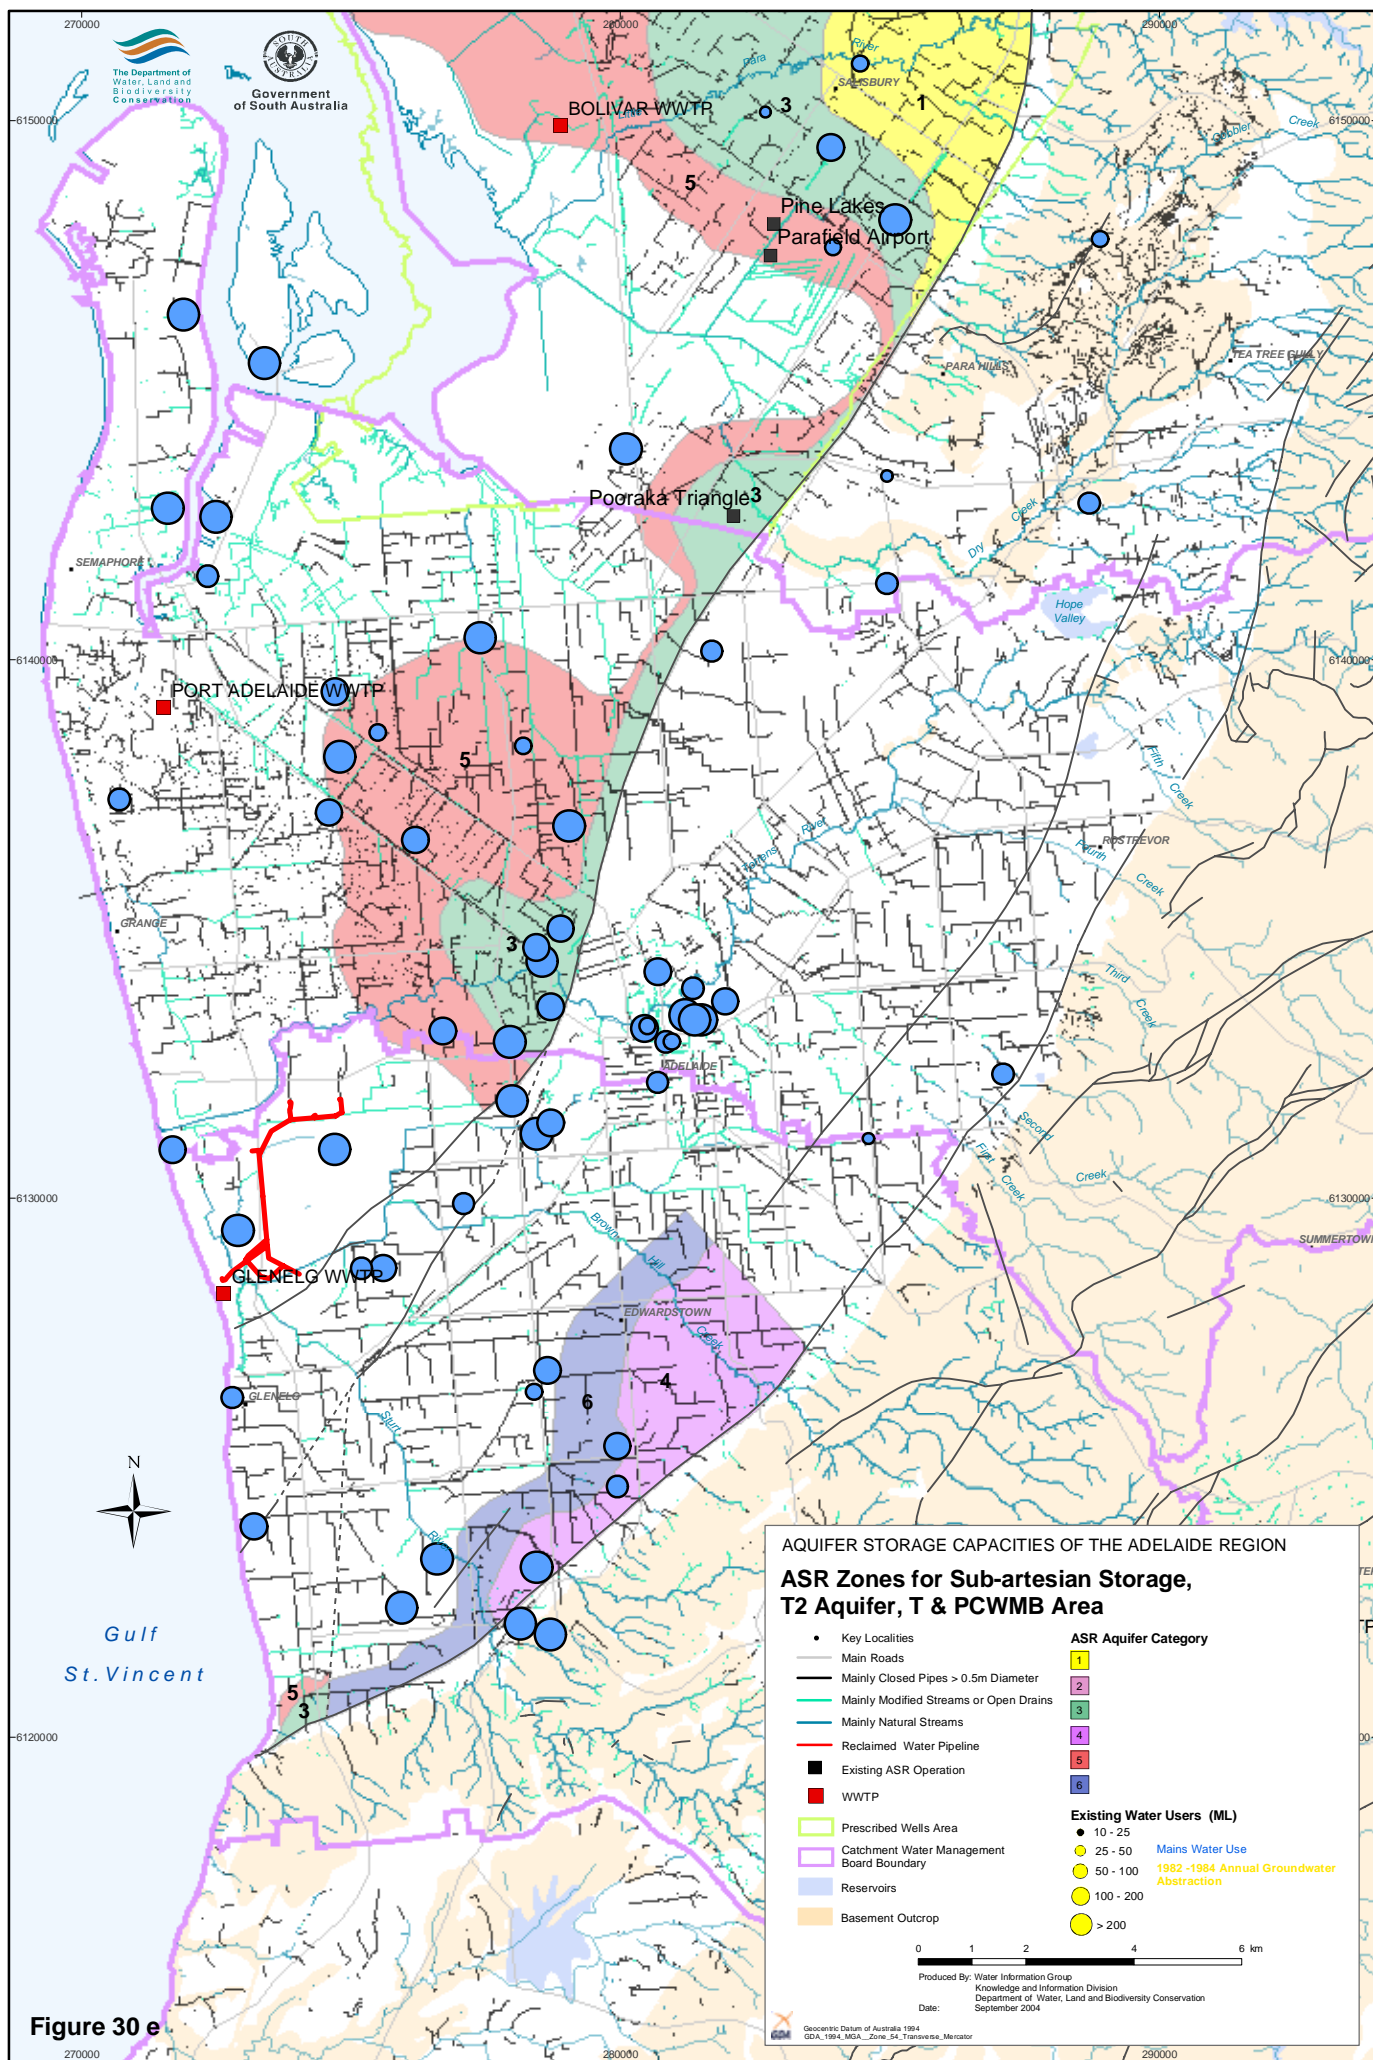 270000
280000
290000
The Department of
Water, Land and
Biodiversity
Conservation
SOUTH
AUSTRALIA
Government
of South Australia
Para
River
SALISBURY
1
3
BOLIVAR WWTP
Little
6150000
6150000
Cobbler
Creek
5
Pine Lakes
Parafield Airport
PARA HILLS
TEA TREE GULLY
Pooraka Triangle
3
Dry
Creek
SEMAPHORE
Hope
Valley
6140000
6140000
PORT ADELAIDE WWTP
5
Fifth
Creek
Torrens
River
ROSTREVOR
Fourth
Creek
GRANGE
3
Third
Creek
ADELAIDE
Second
Creek
First
Creek
6130000
6130000
Brown
Hill
Creek
SUMMERTOWN
GLENELG WWTP
EDWARDSTOWN
4
6
GLENELG
Sturt
River
N
Gulf
St.Vincent
5
3
6120000
AQUIFER STORAGE CAPACITIES OF THE ADELAIDE REGION
ASR Zones for Sub-artesian Storage,
T2 Aquifer, T & PCWMB Area
Key Localities
Main Roads
Mainly Closed Pipes > 0.5m Diameter
Mainly Modified Streams or Open Drains
Mainly Natural Streams
Reclaimed Water Pipeline
Existing ASR Operation
WWTP
Prescribed Wells Area
Catchment Water Management
Board Boundary
Reservoirs
Basement Outcrop
ASR Aquifer Category
1
2
3
4
5
6
Existing Water Users (ML)
10 - 25
25 - 50
50 - 100
100 - 200
> 200
Mains Water Use
1982 -1984 Annual Groundwater
Abstraction
0 1 2 4 6 km
Produced By: Water Information Group
Knowledge and Information Division
Department of Water, Land and Biodiversity Conservation
Date: September 2004
GDA
Geocentric Datum of Australia 1994
GDA_1994_MGA__Zone_54_Transverse_Mercator
Figure 30 e
270000
280000
290000